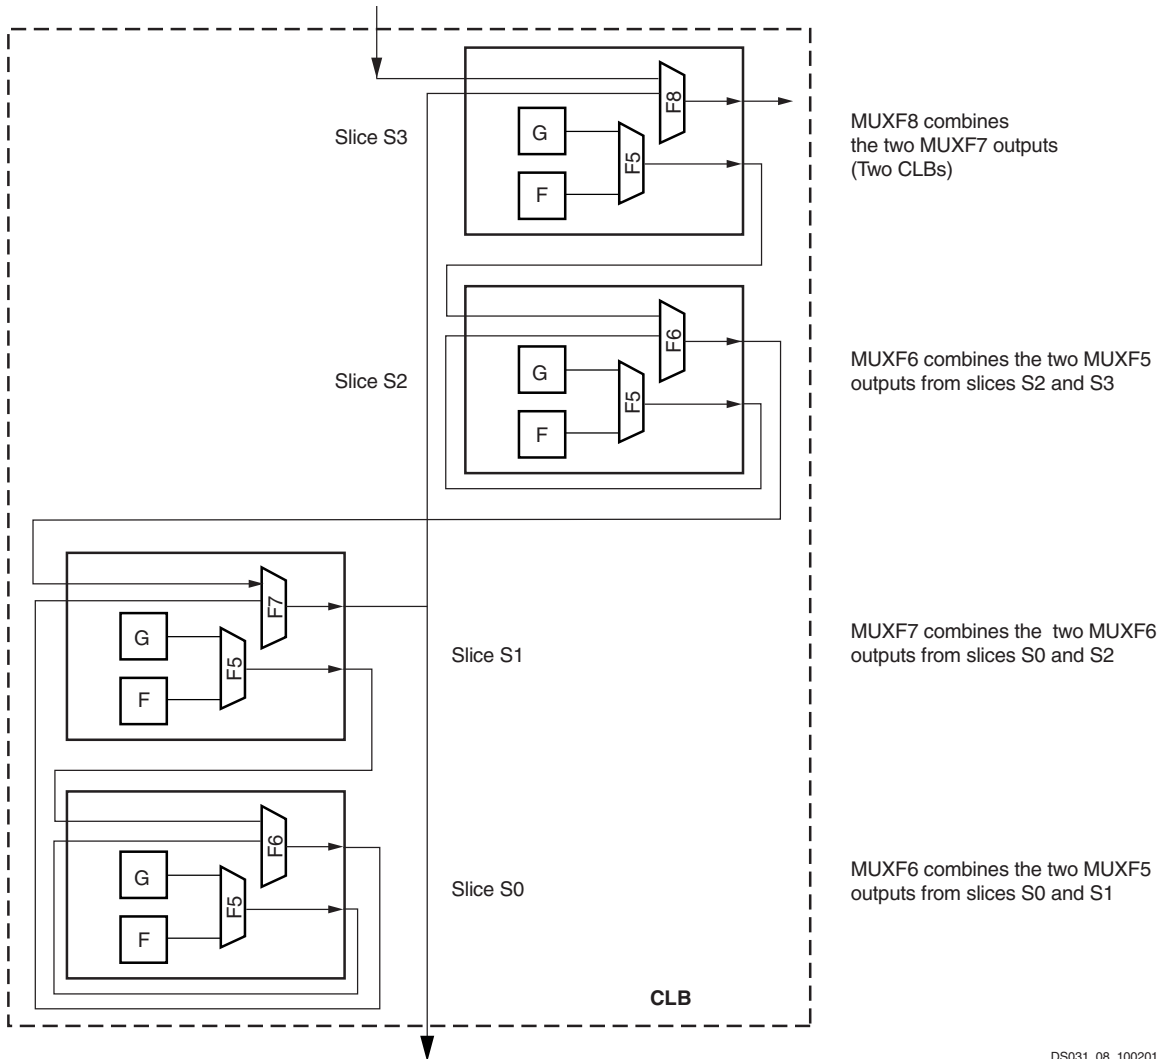 Slice S3
F8
G
F5
F
MUXF8 combines
the two MUXF7 outputs
(Two CLBs)
Slice S2
F6
G
F5
F
MUXF6 combines the two MUXF5
outputs from slices S2 and S3
F7
G
F5
F
Slice S1
MUXF7 combines the two MUXF6
outputs from slices S0 and S2
F6
G
F5
F
Slice S0
MUXF6 combines the two MUXF5
outputs from slices S0 and S1
CLB
DS031_08_100201